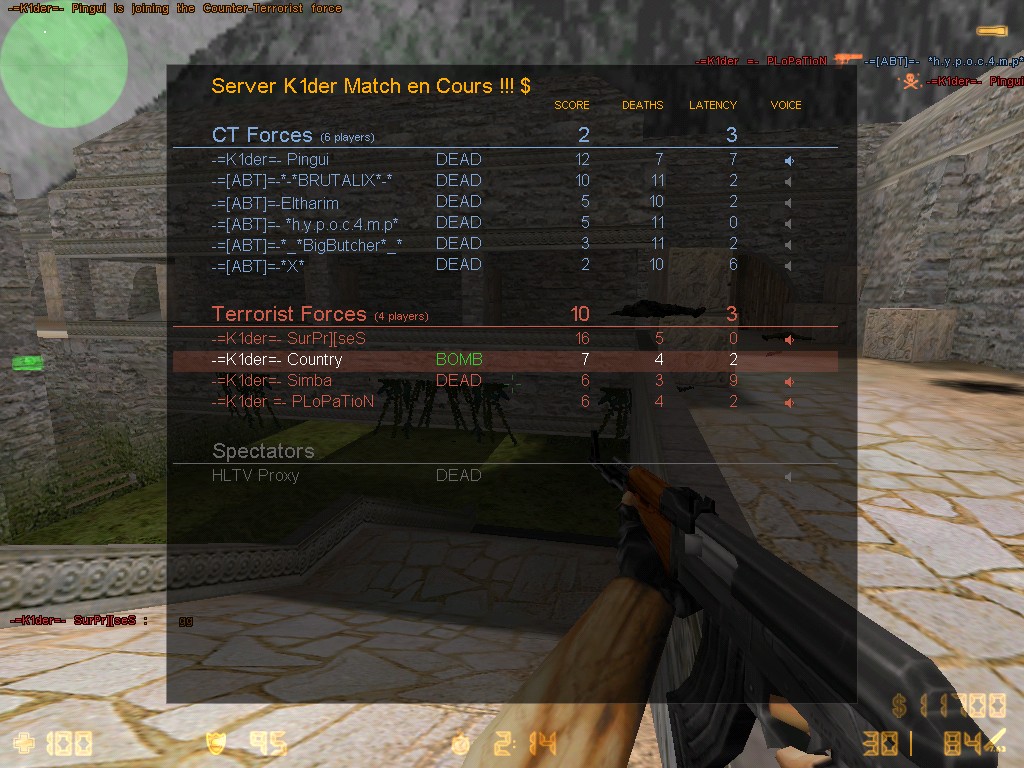 -=K1der=- Pingui is joining the Counter-Terrorist force
-=K1der =- PLoPaTioN -=[ABT]=- *h.y.p.o.c.4.m.p*
-=K1der=- Pingui
Server K1der Match en Cours !!! $
SCORE DEATHS LATENCY VOICE
CT Forces (6 players) 2 3
-=K1der=- Pingui DEAD 12 7 7
-=[ABT]=-*-*BRUTALIX*-* DEAD 10 11 2
-=[ABT]=-Eltharim DEAD 5 10 2
-=[ABT]=- *h.y.p.o.c.4.m.p* DEAD 5 11 0
-=[ABT]=-*_*BigButcher*_* DEAD 3 11 2
-=[ABT]=-*X* DEAD 2 10 6
Terrorist Forces (4 players) 10 3
-=K1der=- SurPr][seS 16 5 0
-=K1der=- Country BOMB 7 4 2
-=K1der=- Simba DEAD 6 3 9
-=K1der =- PLoPaTioN 6 4 2
Spectators
HLTV Proxy DEAD
-=K1der=- SurPr][seS : gg
$ 11700
100 95 2:14 30| 84